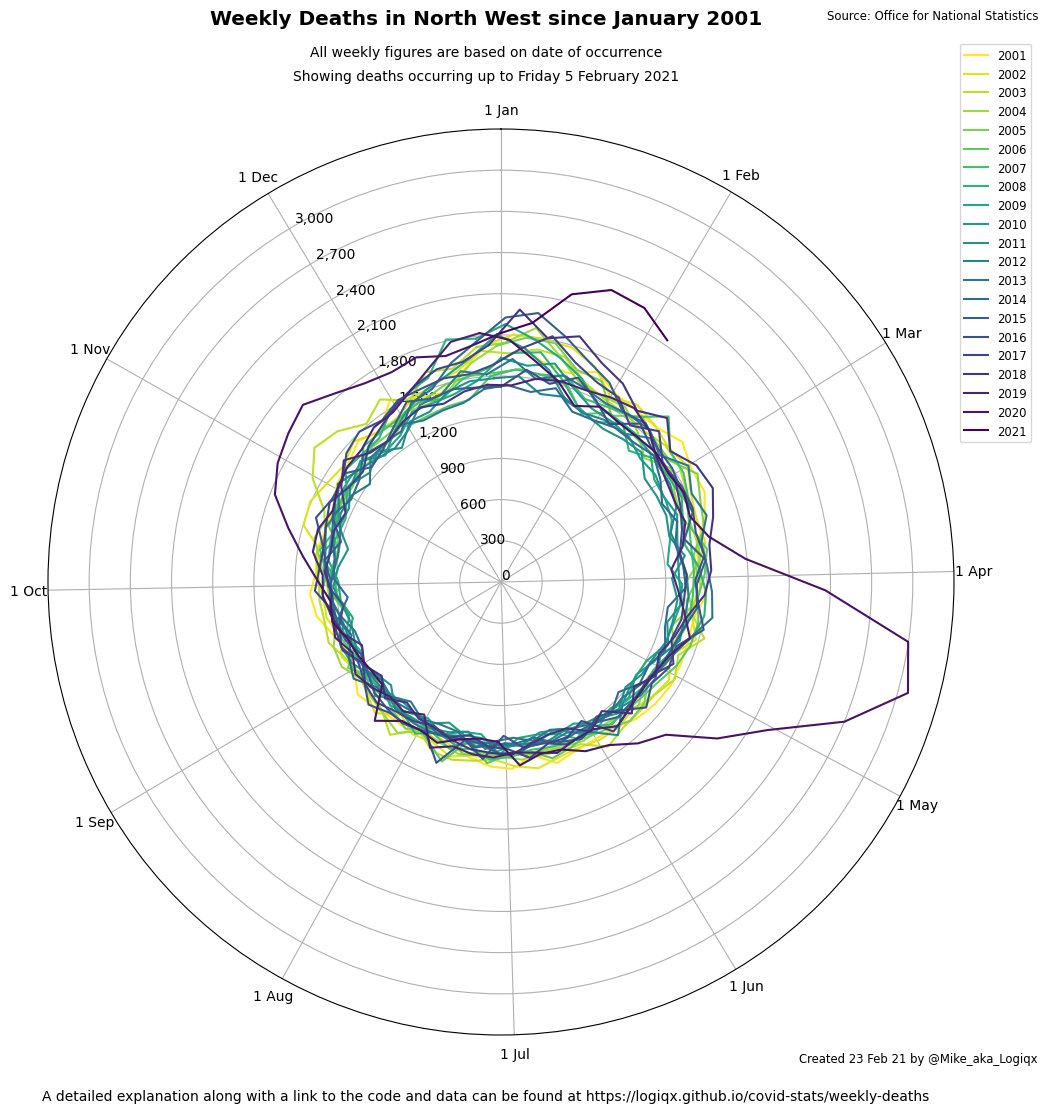 Weekly Deaths in North West since January 2001
Source: Office for National Statistics
All weekly figures are based on date of occurrence
Showing deaths occurring up to Friday 5 February 2021
2001
2002
2003
2004
2005
2006
2007
2008
2009
2010
2011
2012
2013
2014
2015
2016
2017
2018
2019
2020
2021
1 Jan
1 Feb
1 Mar
1 Apr
1 May
1 Jun
1 Jul
1 Aug
1 Sep
1 Oct
1 Nov
1 Dec
3,000
2,700
2,400
2,100
1,800
1,200
900
600
300
0
Created 23 Feb 21 by @Mike_aka_Logiqx
A detailed explanation along with a link to the code and data can be found at https://logiqx.github.io/covid-stats/weekly-deaths